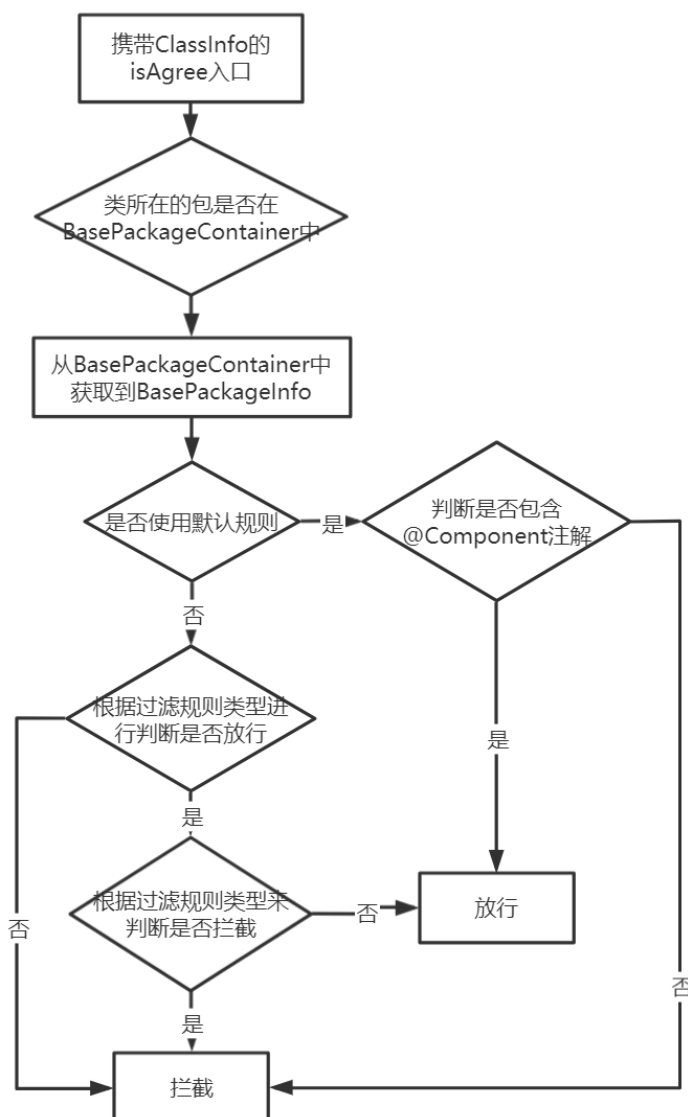 携带ClassInfo的
isAgree入口
类所在的包是否在
BasePackageContainer中
从BasePackageContainer中
获取到BasePackageInfo
是否使用默认规则
是
判断是否包含
@Component注解
否
根据过滤规则类型进
行判断是否放行
是
是
根据过滤规则类型来
判断是否拦截
否
放行
否
否
是
拦截